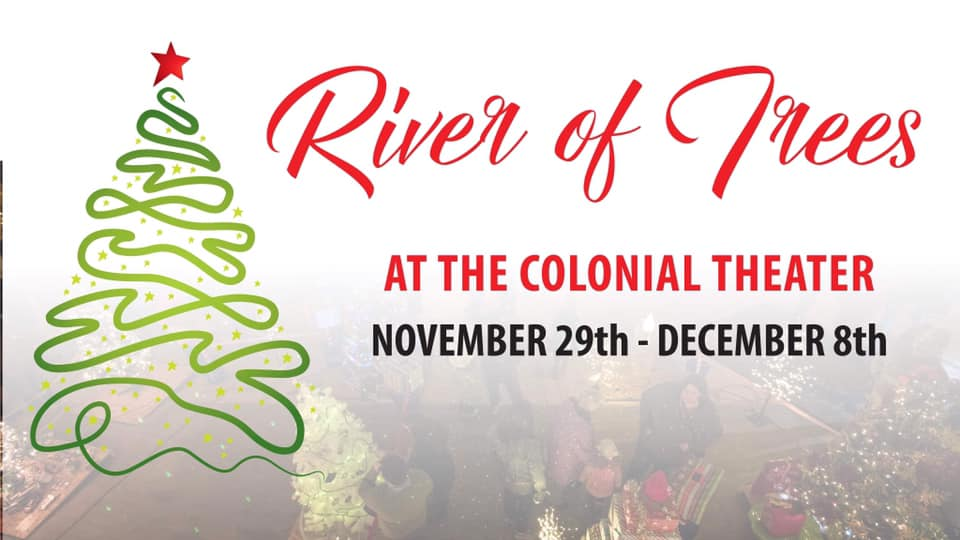 River of Trees
AT THE COLONIAL THEATER
NOVEMBER 29th - DECEMBER 8th